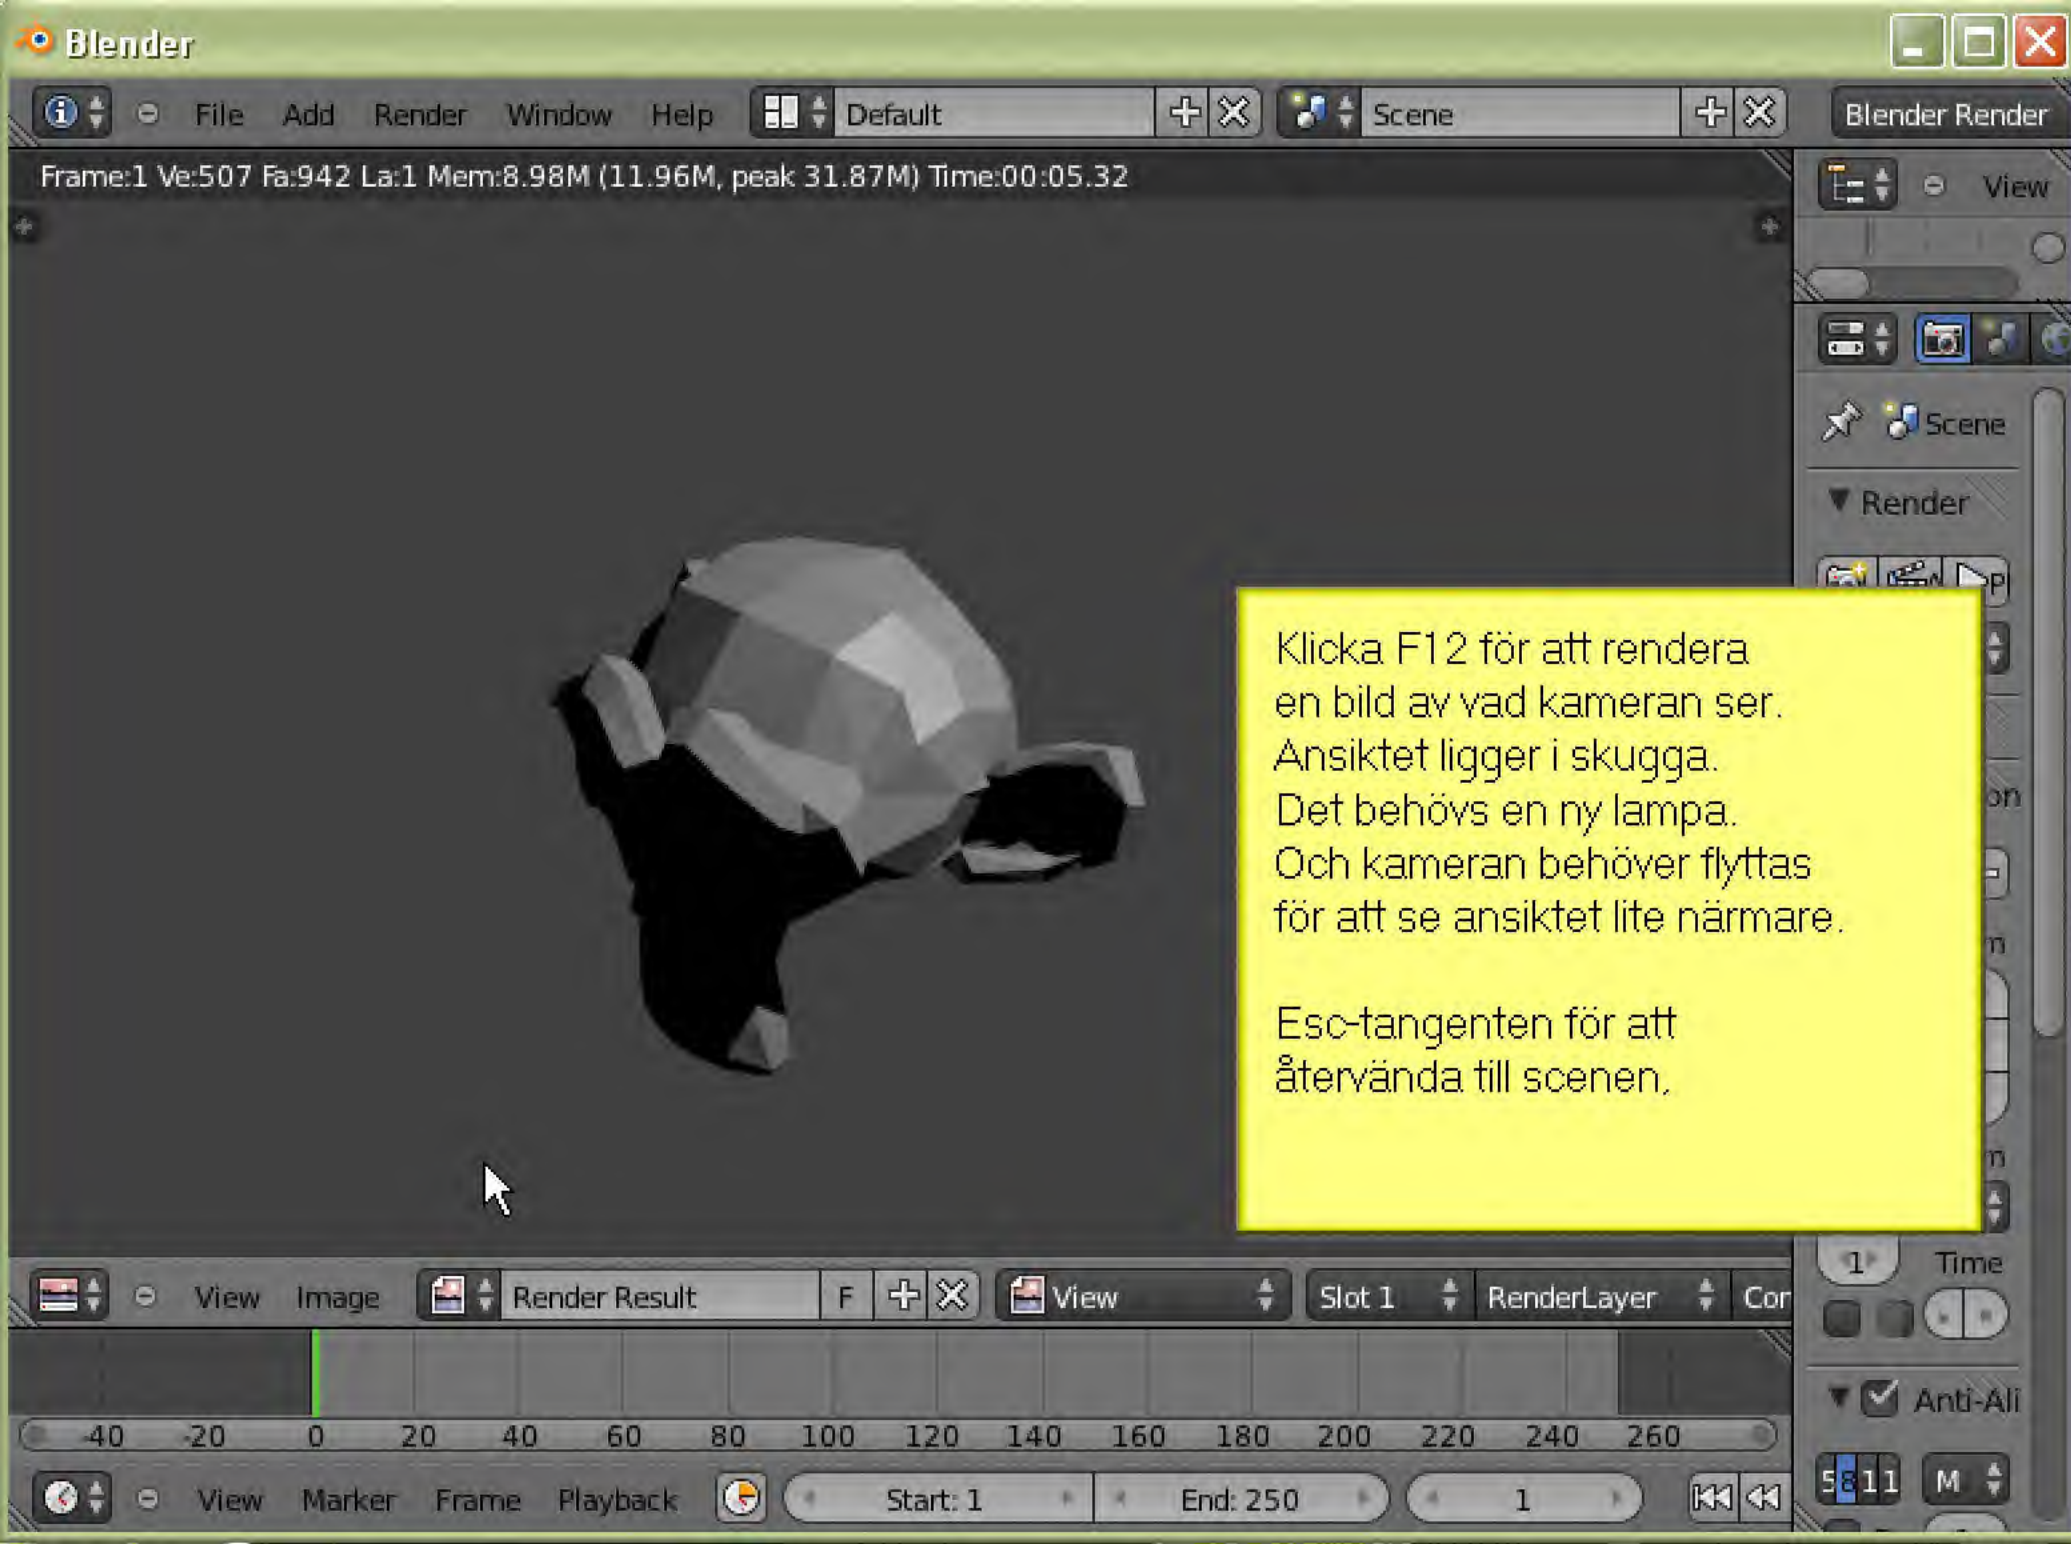 Blender
File Add Render Window Help Default Scene Blender Render
Frame:1 Ve:507 Fa:942 La:1 Mem:8.98M (11.96M, peak 31.87M) Time:00:05.32
View
Scene
Render
Klicka F12 för att rendera
en bild av vad kameran ser.
Ansiktet ligger i skugga.
Det behövs en ny lampa.
Och kameran behöver flyttas
för att se ansiktet lite närmare.
Esc-tangenten för att
återvända till scenen.
1 Time
View Image Render Result F View Slot 1 RenderLayer Cor
Anti-Ali
-40 -20 0 20 40 60 80 100 120 140 160 180 200 220 240 260
5 8 11 M
View Marker Frame Playback Start: 1 End: 250 1